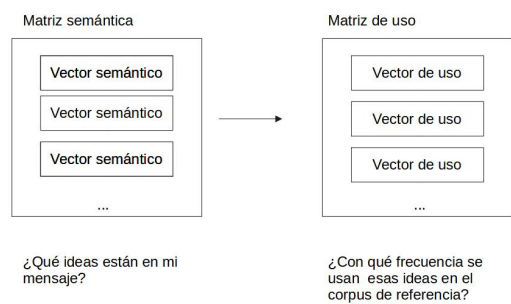 Matriz semántica
Vector semántico
Vector semántico
Vector semántico
...
¿Qué ideas están en mi
mensaje?
Matriz de uso
Vector de uso
Vector de uso
Vector de uso
...
¿Con qué frecuencia se
usan esas ideas en el
corpus de referencia?